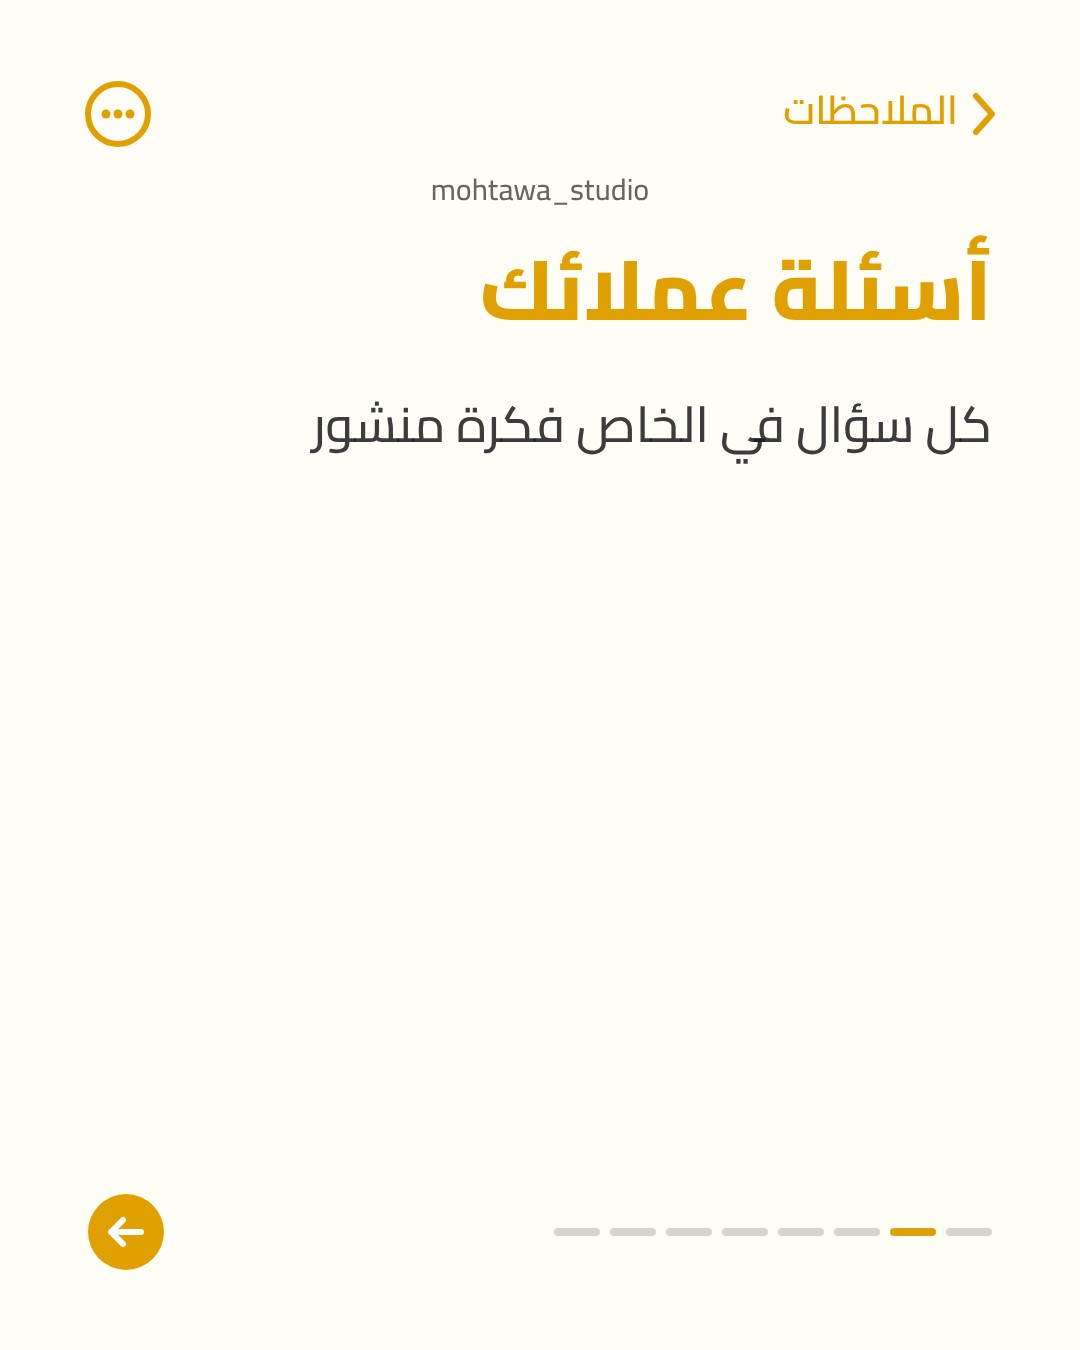 الملاحظات
mohtawa_studio
أسئلة عملائك
كل سؤال في الخاص فكرة منشور